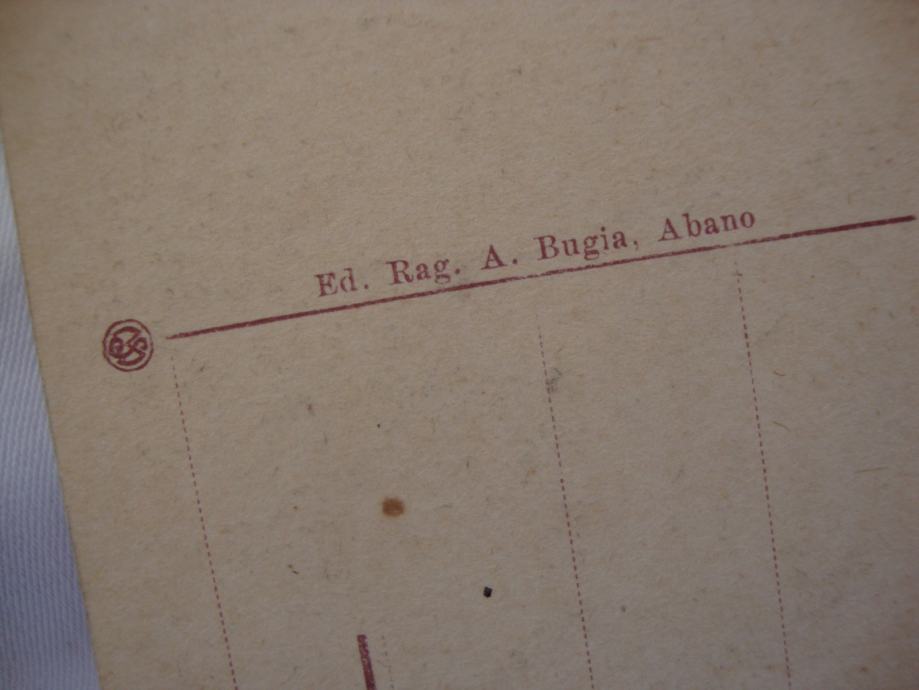 Ed. Rag. A. Bugia, Abano